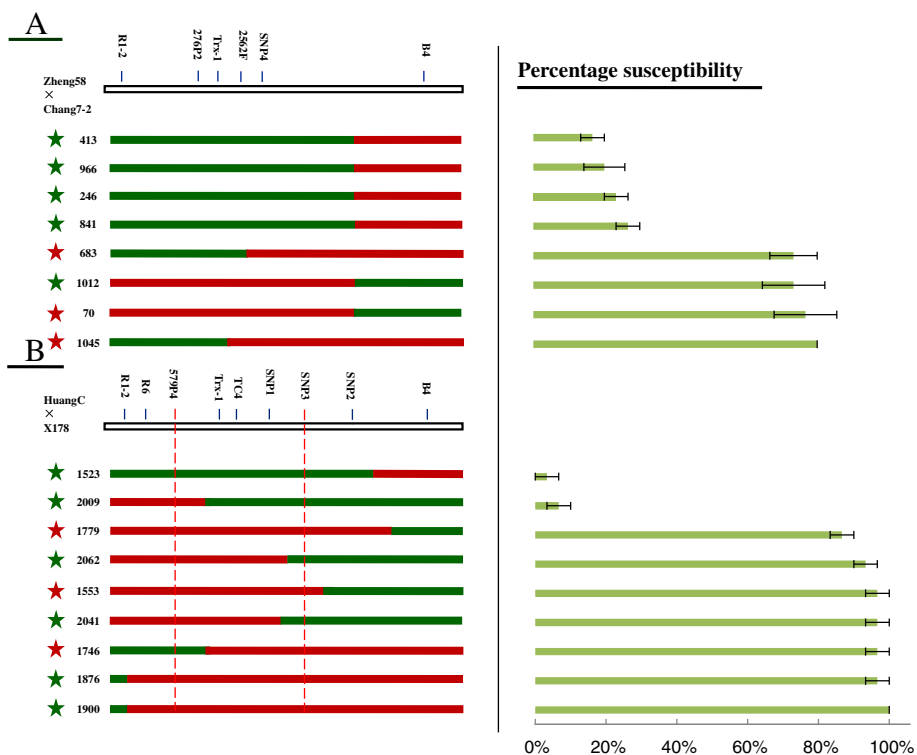 A
R1-2 276P2 Trx-1 2562F SNP4 B4
Zheng58
×
Chang7-2
Percentage susceptibility
413
966
246
841
683
1012
70
1045
B
R1-2 R6 579P4 Trx-1 TC4 SNP1 SNP3 SNP2 B4
HuangC
×
X178
1523
2009
1779
2062
1553
2041
1746
1876
1900
0% 20% 40% 60% 80% 100%